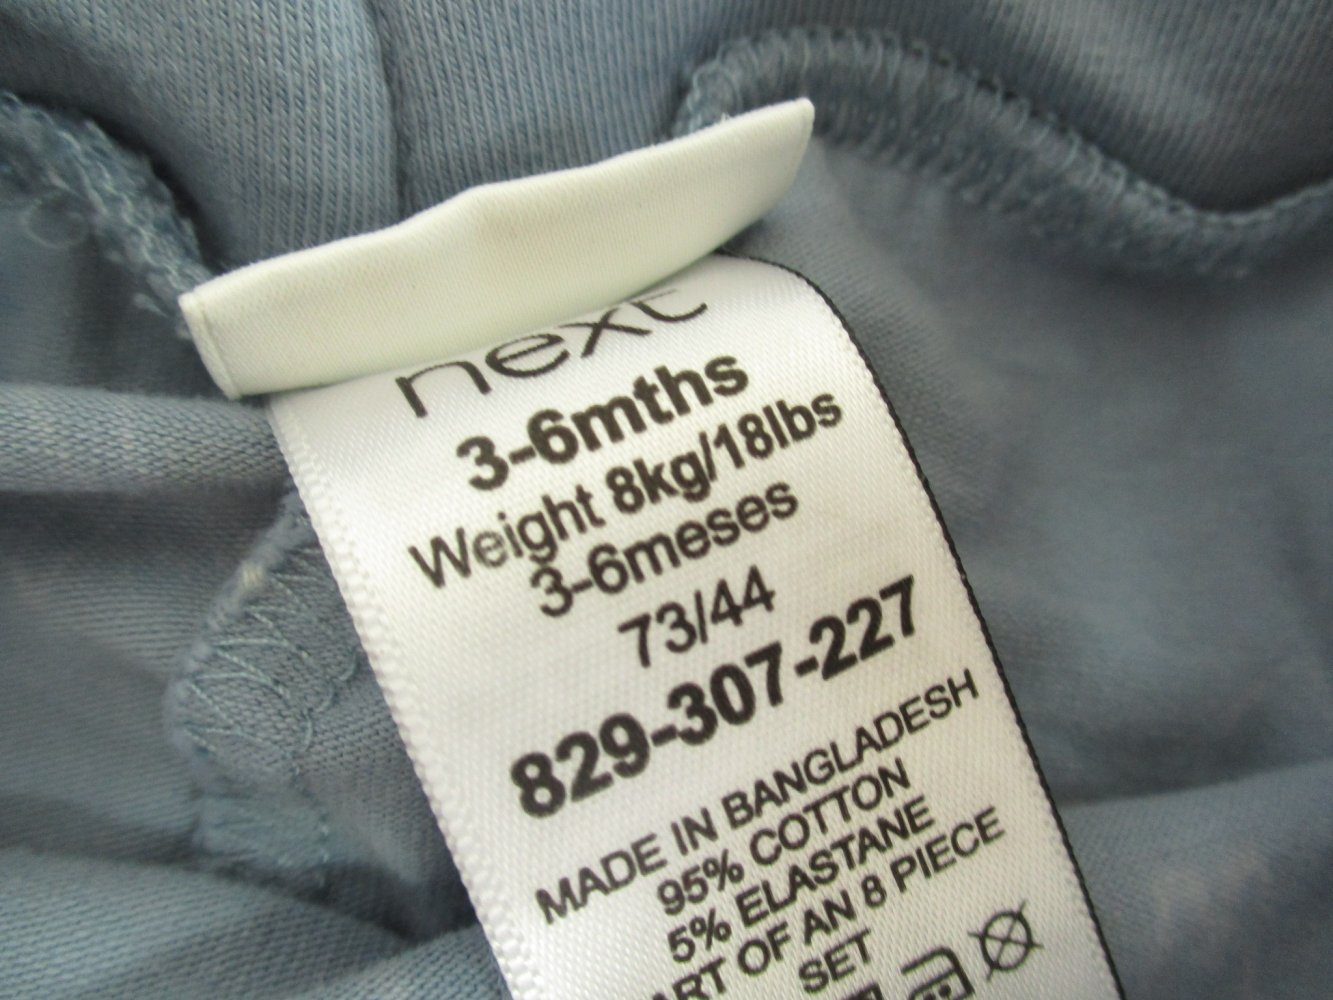 next
3-6mths
Weight 8kg/18lbs
3-6meses
73/44
829-307-227
MADE IN BANGLADESH
95% COTTON
5% ELASTANE
ART OF AN 8 PIECE
SET